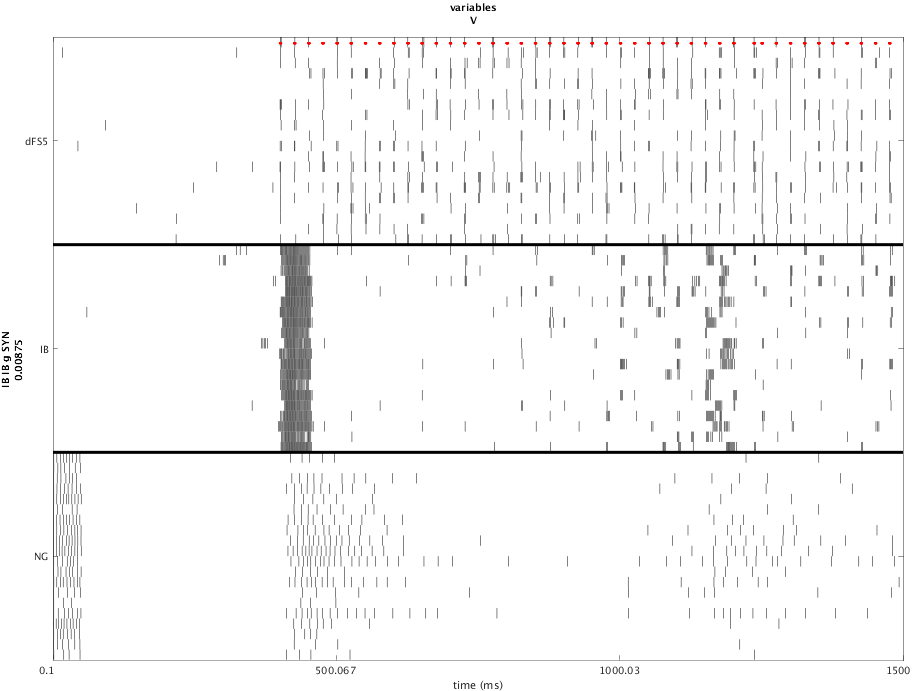 variables
V
dFS5
IB IB g SYN
0.00875
IB
NG
0.1
500.067
1000.03
1500
time (ms)